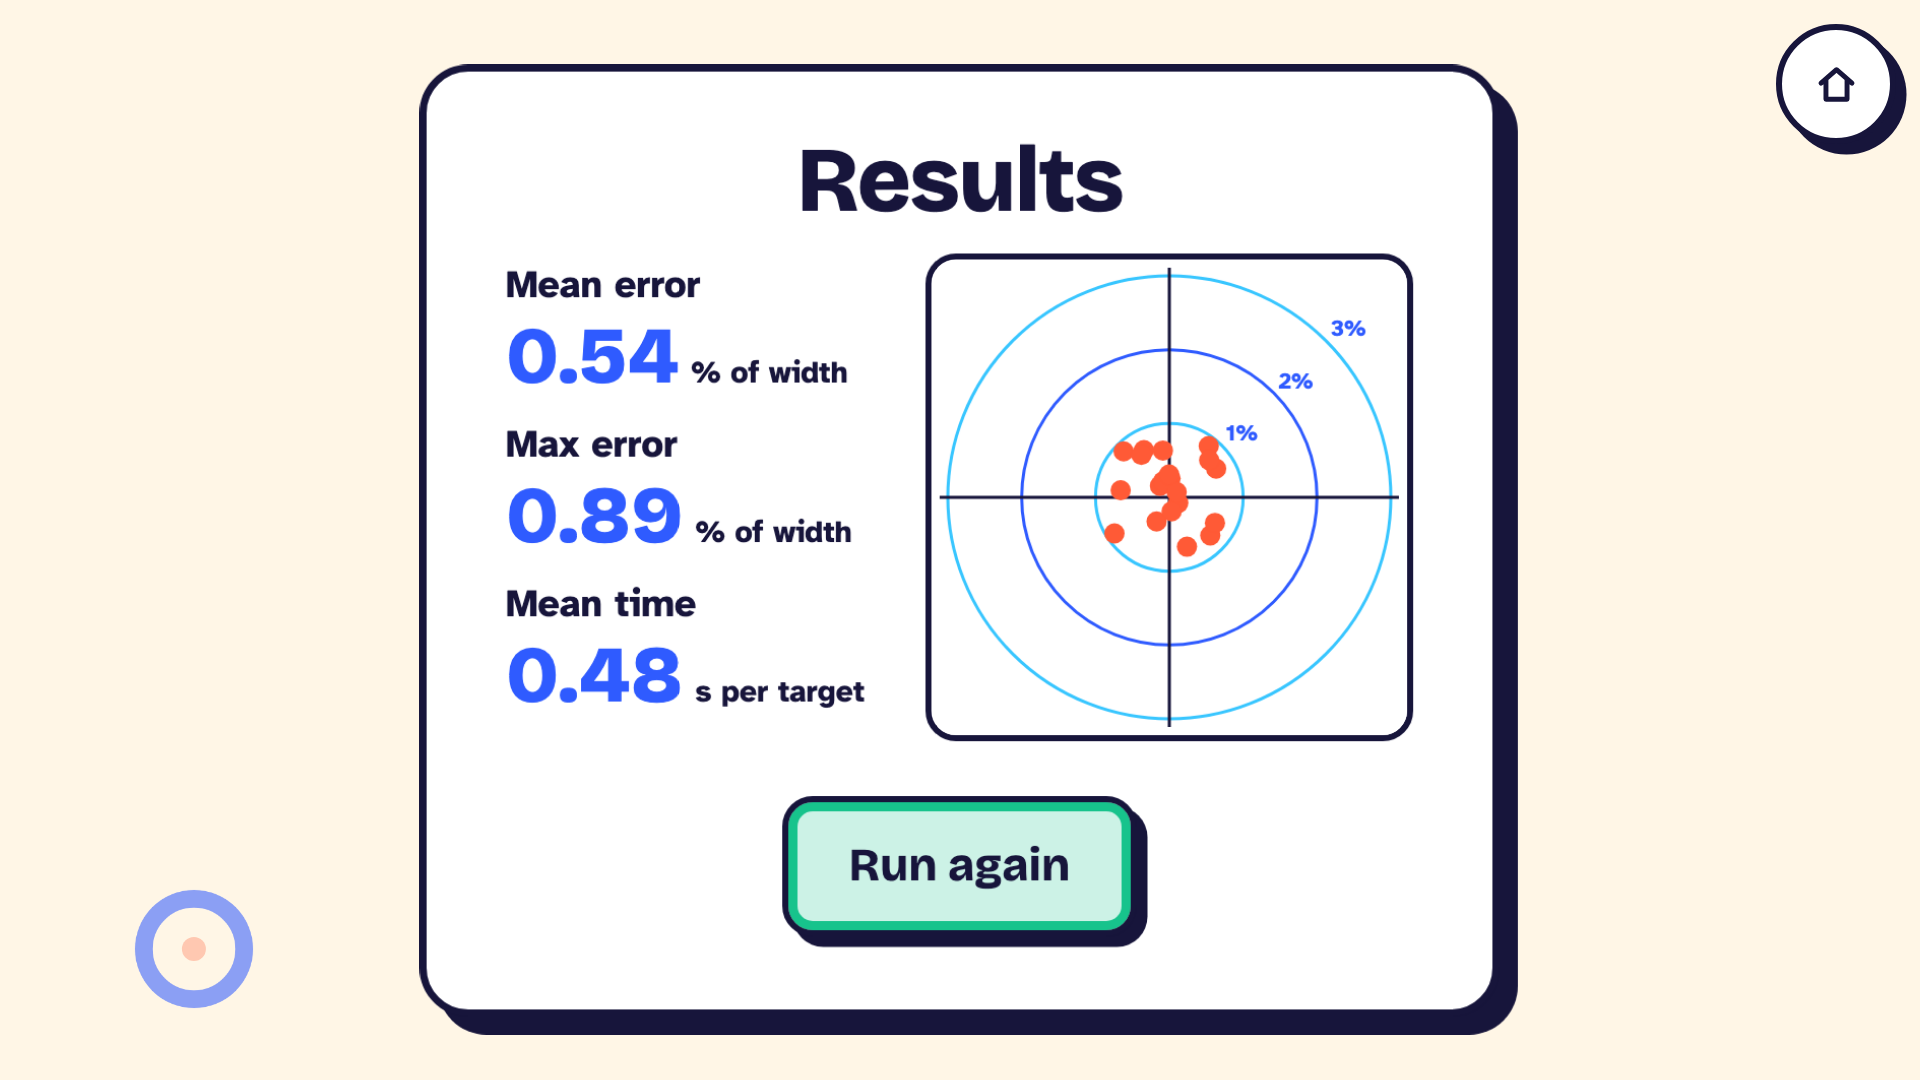 Results
Mean error
0.54 % of width
Max error
0.89 % of width
Mean time
0.48 s per target
3%
2%
1%
Run again